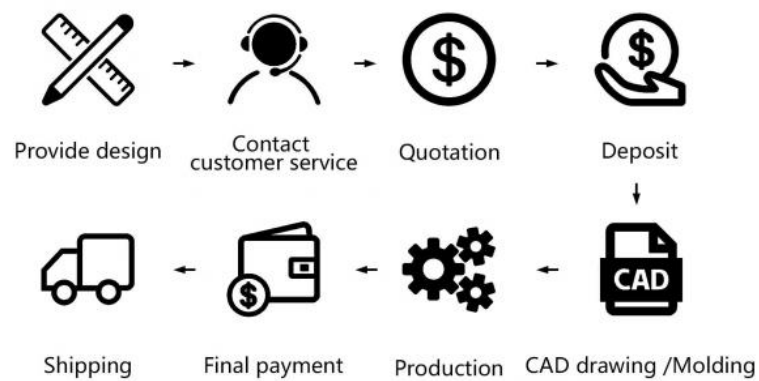 Provide design
Contact
customer service
Quotation
Deposit
CAD
Shipping
Final payment
Production
CAD drawing /Molding